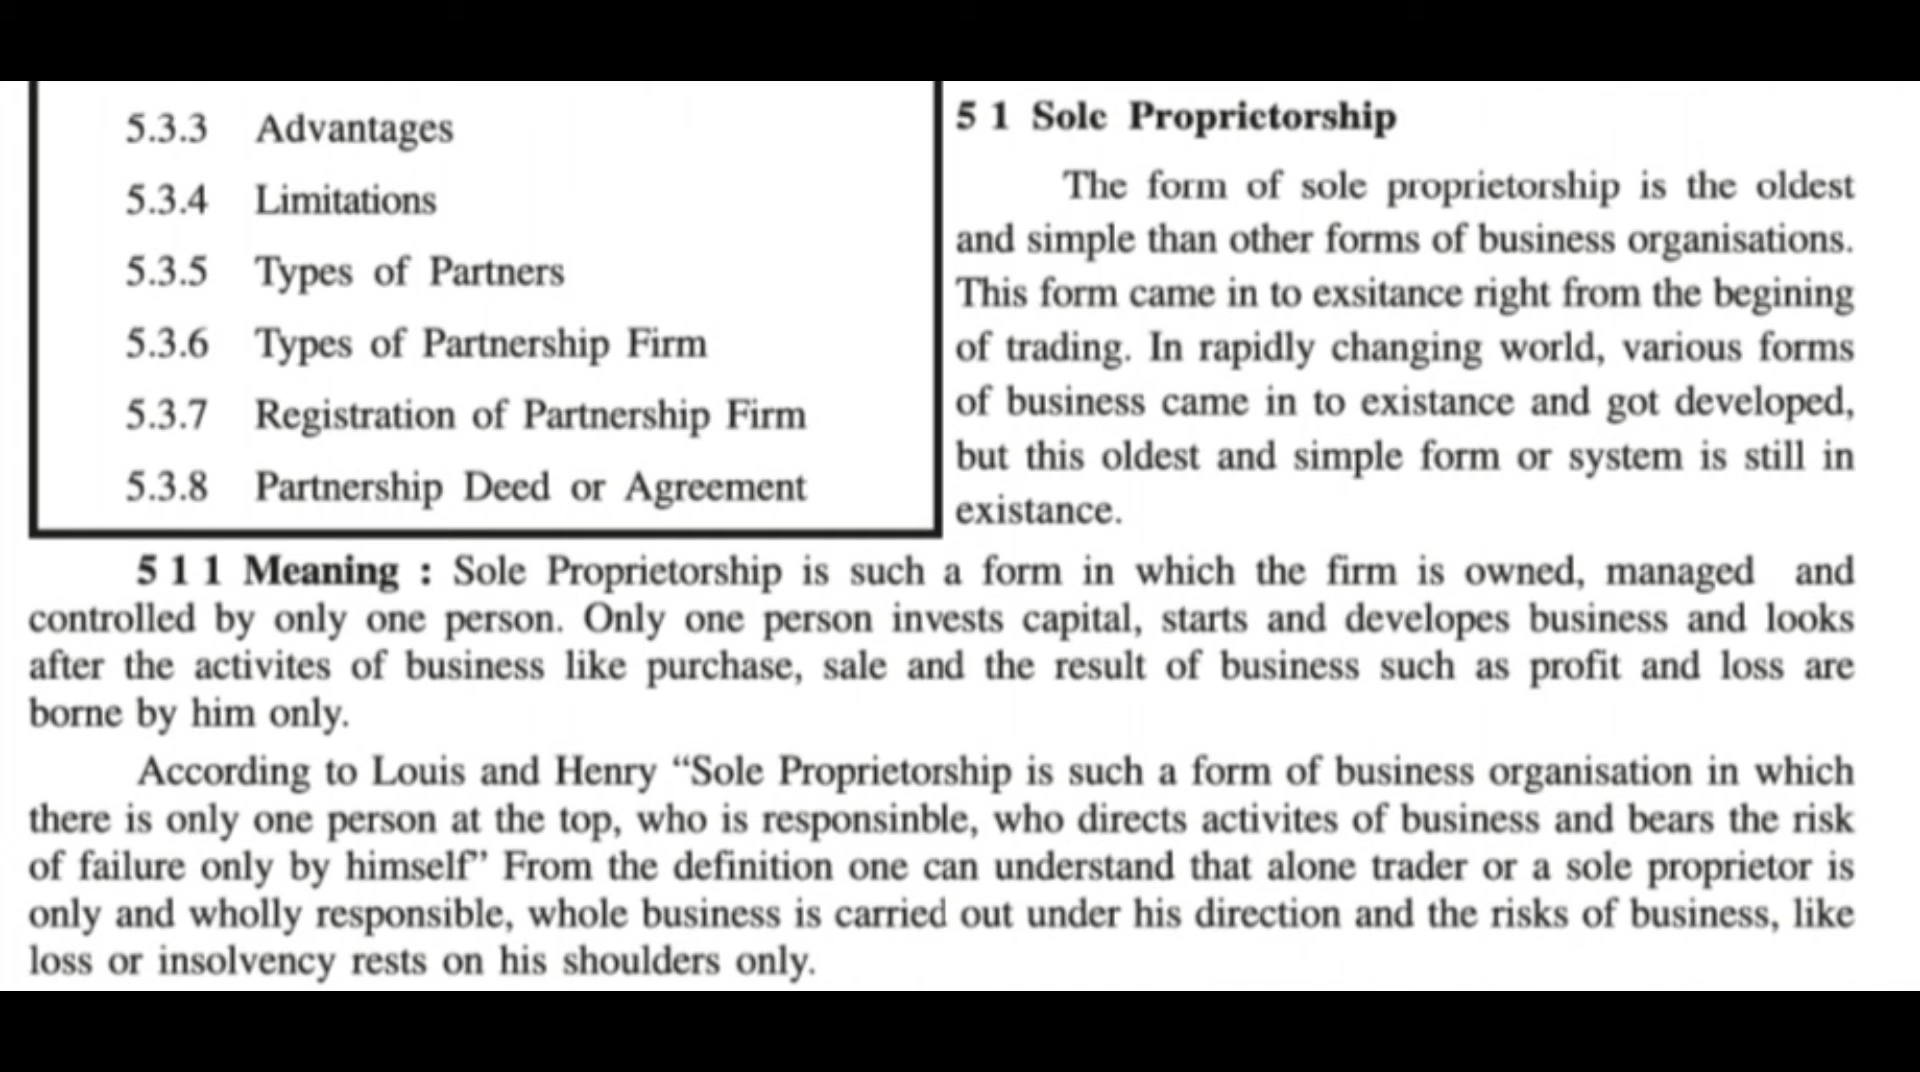 5.3.3 Advantages
5.3.4 Limitations
5.3.5 Types of Partners
5.3.6 Types of Partnership Firm
5.3.7 Registration of Partnership Firm
5.3.8 Partnership Deed or Agreement
5 1 Sole Proprietorship
The form of sole proprietorship is the oldest
and simple than other forms of business organisations.
This form came in to exsitance right from the begining
of trading. In rapidly changing world, various forms
of business came in to existance and got developed,
but this oldest and simple form or system is still in
existance.
5 1 1 Meaning : Sole Proprietorship is such a form in which the firm is owned, managed and
controlled by only one person. Only one person invests capital, starts and developes business and looks
after the activites of business like purchase, sale and the result of business such as profit and loss are
borne by him only.
According to Louis and Henry “Sole Proprietorship is such a form of business organisation in which
there is only one person at the top, who is responsinble, who directs activites of business and bears the risk
of failure only by himself” From the definition one can understand that alone trader or a sole proprietor is
only and wholly responsible, whole business is carried out under his direction and the risks of business, like
loss or insolvency rests on his shoulders only.